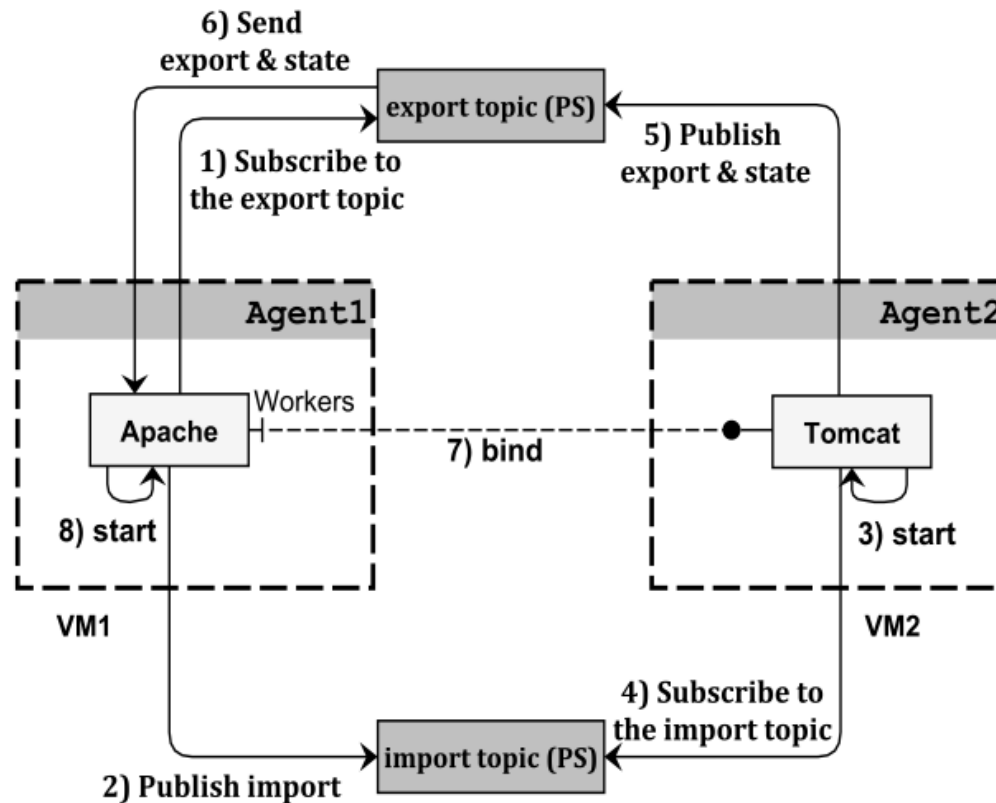 6) Send
export & state
export topic (PS)
1) Subscribe to
the export topic
5) Publish
export & state
Agent1
Agent2
Workers
Apache
7) bind
Tomcat
8) start
3) start
VM1
VM2
4) Subscribe to
the import topic
import topic (PS)
2) Publish import